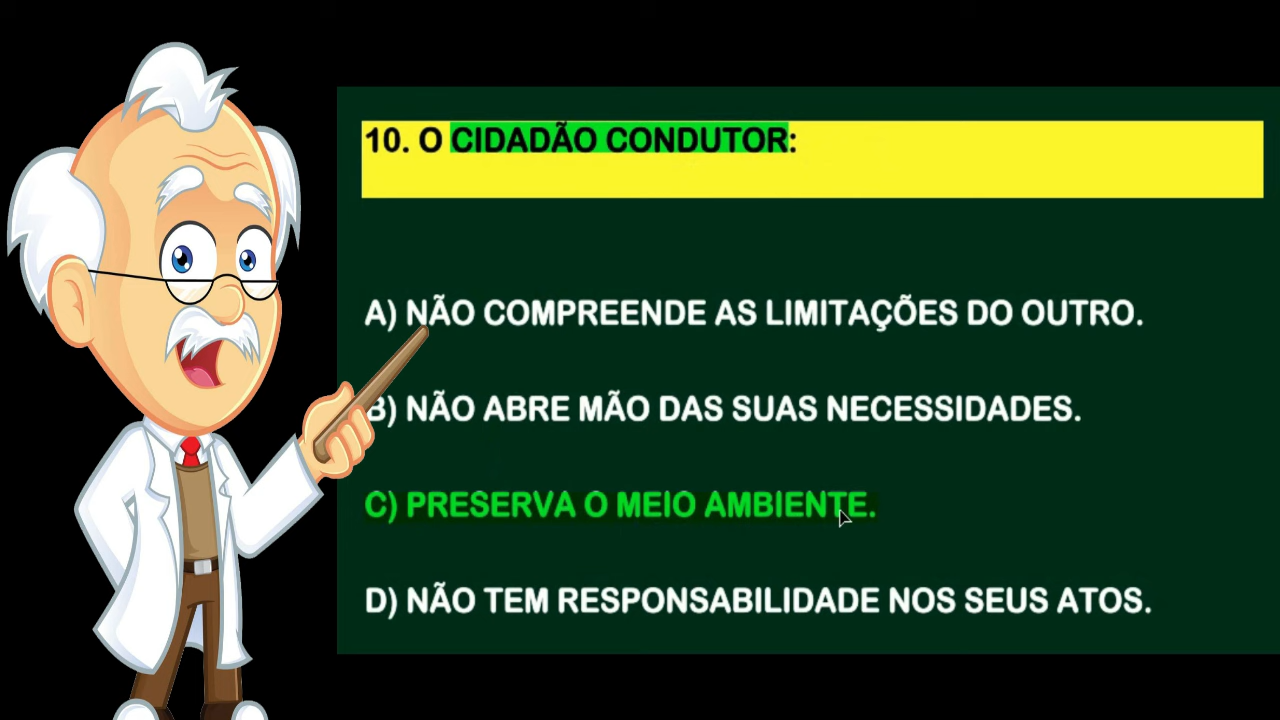 10. O CIDADÃO CONDUTOR:
A) NÃO COMPREENDE AS LIMITAÇÕES DO OUTRO.
B) NÃO ABRE MÃO DAS SUAS NECESSIDADES.
C) PRESERVA O MEIO AMBIENTE.
D) NÃO TEM RESPONSABILIDADE NOS SEUS ATOS.